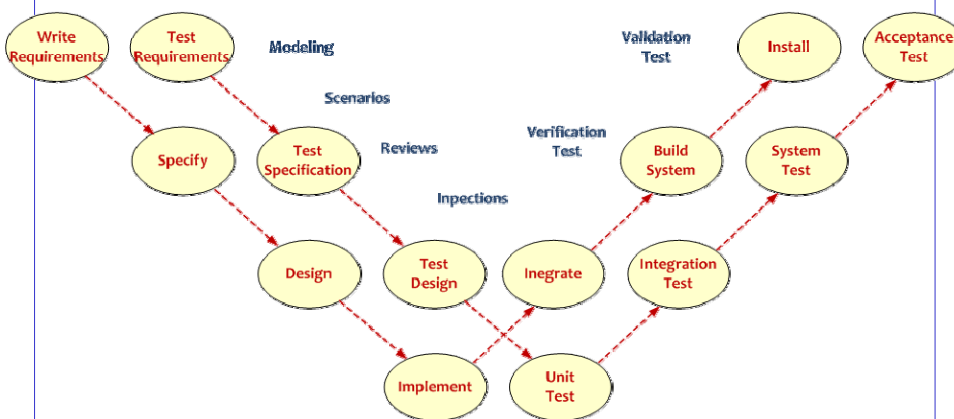 Write
Requirements
Test
Requirements
Modeling
Validation
Test
Install
Acceptance
Test
Scenarios
Specify
Test
Specification
Reviews
Verification
Test
Build
System
System
Test
Inpections
Design
Test
Design
Inegrate
Integration
Test
Implement
Unit
Test